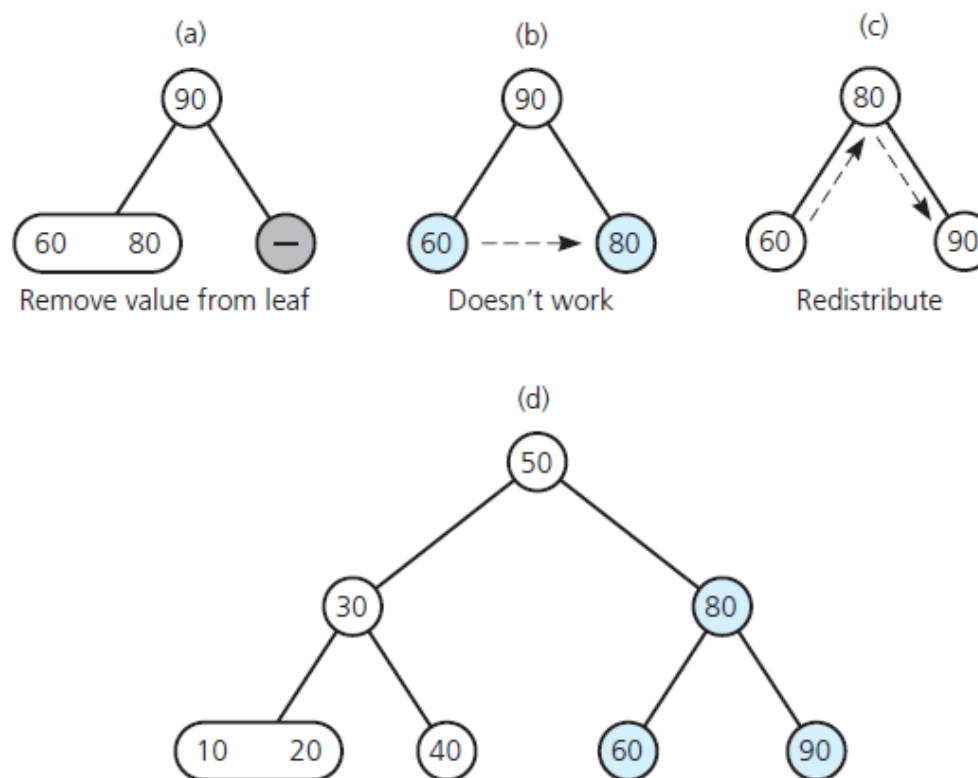 (a) (b) (c)
90 90 80
60 80 – 60 80 60 90
Remove value from leaf Doesn't work Redistribute
(d)
50
30 80
10 20 40 60 90